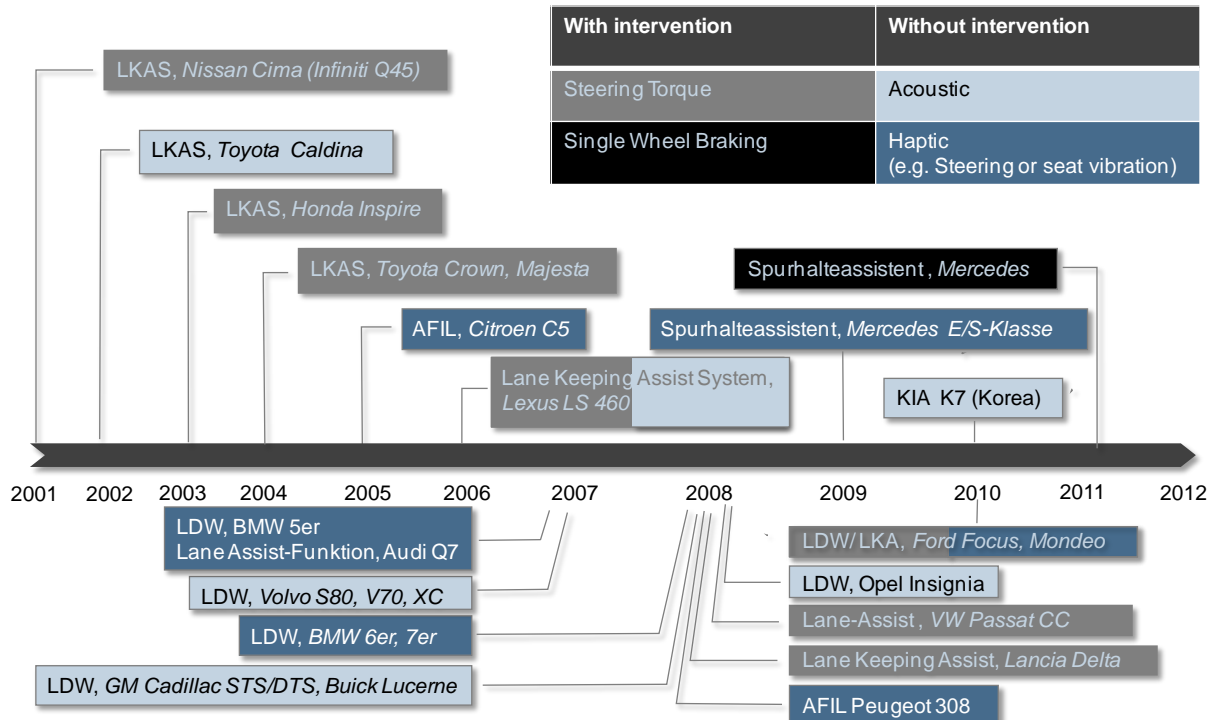 With intervention
Without intervention
LKAS, Nissan Cima (Infiniti Q45)
Steering Torque
Acoustic
LKAS, Toyota Caldina
Single Wheel Braking
Haptic
(e.g. Steering or seat vibration)
LKAS, Honda Inspire
LKAS, Toyota Crown, Majesta
Spurhalteassistent, Mercedes
AFIL, Citroen C5
Spurhalteassistent, Mercedes E/S-Klasse
Lane Keeping Assist System,
Lexus LS 460
KIA K7 (Korea)
2001 2002 2003 2004 2005 2006 2007 2008 2009 2010 2011 2012
LDW, BMW 5er
Lane Assist-Funktion, Audi Q7
LDW, Volvo S80, V70, XC
LDW, BMW 6er, 7er
LDW, GM Cadillac STS/DTS, Buick Lucerne
LDW/LKA, Ford Focus, Mondeo
LDW, Opel Insignia
Lane-Assist, VW Passat CC
Lane Keeping Assist, Lancia Delta
AFIL Peugeot 308